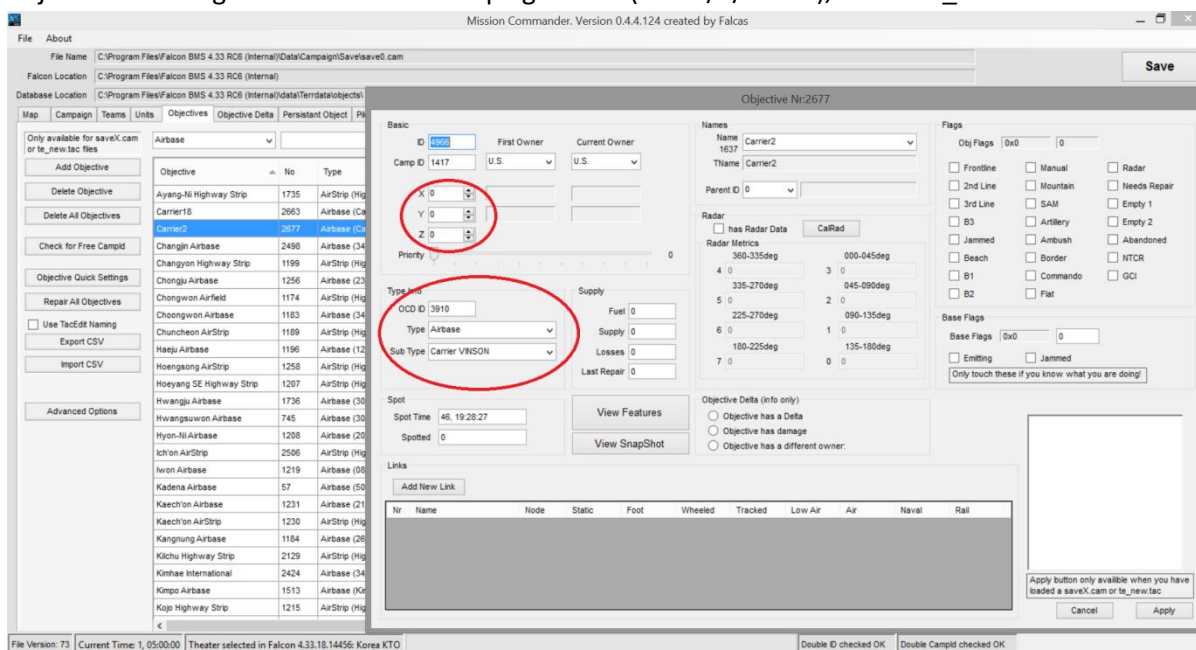 Mission Commander. Version 0.4.4.124 created by Falcas
File About
File Name C:\Program Files\Falcon BMS 4.33 RC6 (Internal)\Data\Campaign\Save\save0.cam
Falcon Location C:\Program Files\Falcon BMS 4.33 RC6 (Internal)
Save
Database Location C:\Program Files\Falcon BMS 4.33 RC6 (Internal)\data\Terrdata\objects\
Map Campaign Teams Units Objectives Objective Delta Persistant Object
Only available for saveX.cam
or te_new.tac files
Add Objective
Delete Objective
Delete All Objectives
Check for Free CampId
Objective Quick Settings
Repair All Objectives
Use TacEdit Naming
Export CSV
Import CSV
Advanced Options
Airbase
Objective No Type
Ayang-Ni Highway Strip 1735 AirStrip (Hig
Carrier18 2663 Airbase (Ca
Carrier2 2677 Airbase (Ca
Changjin Airbase 2498 Airbase (34
Changyon Highway Strip 1199 AirStrip (Hig
Chongju Airbase 1256 Airbase (23
Chongwon Airfield 1174 AirStrip (Hig
Choongwon Airbase 1183 Airbase (34
Chuncheon AirStrip 1189 AirStrip (Hig
Haeju Airbase 1196 Airbase (12
Hoengsong AirStrip 1258 AirStrip (Hig
Hoeyang SE Highway Strip 1207 AirStrip (Hig
Hwangju Airbase 1736 Airbase (30
Hwangsuwon Airbase 745 Airbase (30
Hyon-Ni Airbase 1208 Airbase (20
Ich'on AirStrip 2506 AirStrip (Hig
Iwon Airbase 1219 Airbase (08
Kadena Airbase 57 Airbase (50
Kaech'on Airbase 1231 Airbase (21
Kaech'on AirStrip 1230 AirStrip (Hig
Kangnung Airbase 1184 Airbase (26
Kilchu Highway Strip 2129 AirStrip (Hig
Kimhae International 2424 Airbase (34
Kimpo Airbase 1513 Airbase (Kim
Kojo Highway Strip 1215 AirStrip (Hig
Objective Nr:2677
Basic
ID 4966 First Owner Current Owner
Camp ID 1417 U.S. U.S.
X 0
Y 0
Z 0
Priority 0
Type Info
OCD ID 3910
Type Airbase
Sub Type Carrier VINSON
Supply
Fuel 0
Supply 0
Losses 0
Last Repair 0
Spot
Spot Time 46, 19:28:27
Spotted 0
View Features
View SnapShot
Names
Name Carrier2
1637
TName Carrier2
Parent ID 0
Radar
has Radar Data CalRad
Radar Metrics
360-335deg 000-045deg
4 0 3 0
335-270deg 045-090deg
5 0 2 0
225-270deg 090-135deg
6 0 1 0
180-225deg 135-180deg
7 0 0 0
Objective Delta (info only)
Objective has a Delta
Objective has damage
Objective has a different owner:
Flags
Obj Flags 0x0 0
Frontline Manual Radar
2nd Line Mountain Needs Repair
3rd Line SAM Empty 1
B3 Artillery Empty 2
Jammed Ambush Abandoned
Beach Border NTCR
B1 Commando GCI
B2 Flat
Base Flags
Base Flags 0x0 0
Emitting Jammed
Only touch these if you know what you are doing!
Links
Add New Link
Nr Name Node Static Foot Wheeled Tracked Low Air Air Naval Rail
Apply button only availible when you have
loaded a saveX.cam or te_new.tac
Cancel Apply
File Version: 73 Current Time: 1, 05:00:00 Theater selected in Falcon 4.33.18.14456: Korea KTO Double ID checked OK Double CampId checked OK